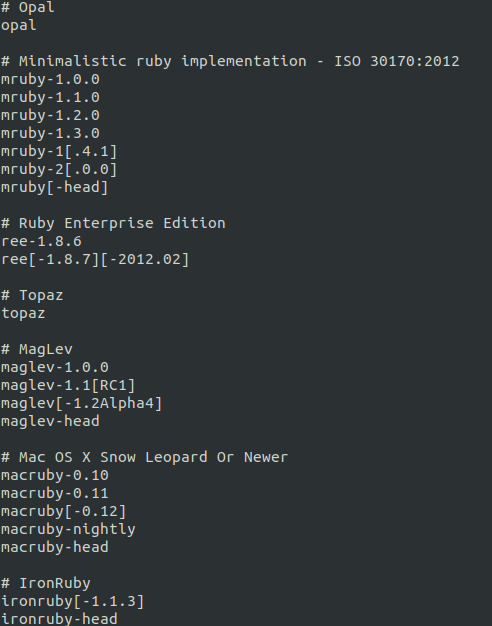 # Opal
opal
# Minimalistic ruby implementation - ISO 30170:2012
mruby-1.0.0
mruby-1.1.0
mruby-1.2.0
mruby-1.3.0
mruby-1[.4.1]
mruby-2[.0.0]
mruby[-head]
# Ruby Enterprise Edition
ree-1.8.6
ree[-1.8.7][-2012.02]
# Topaz
topaz
# MagLev
maglev-1.0.0
maglev-1.1[RC1]
maglev[-1.2Alpha4]
maglev-head
# Mac OS X Snow Leopard Or Newer
macruby-0.10
macruby-0.11
macruby[-0.12]
macruby-nightly
macruby-head
# IronRuby
ironruby[-1.1.3]
ironruby-head